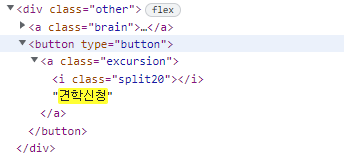 <div class="other"> flex
<a class="brain">…</a>
<button type="button">
<a class="excursion">
<i class="split20"></i>
"견학신청"
</a>
</button>
</div>